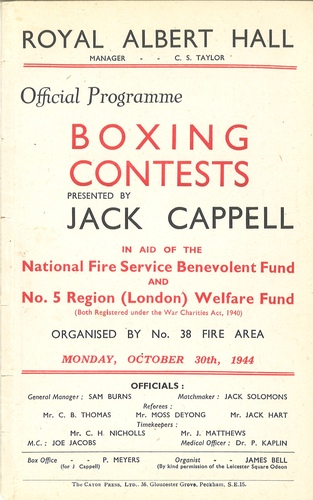 ROYAL ALBERT HALL
MANAGER - - C. S. TAYLOR
Official Programme
BOXING
CONTESTS
PRESENTED BY
JACK CAPPELL
IN AID OF THE
National Fire Service Benevolent Fund
AND
No. 5 Region (London) Welfare Fund
(Both Registered under the War Charities Act, 1940)
ORGANISED BY No. 38 FIRE AREA
MONDAY, OCTOBER 30th, 1944
OFFICIALS :
General Manager ; SAM BURNS Matchmaker : JACK SOLOMONS
Referees :
Mr. C. B. THOMAS Mr. MOSS DEYONG Mr. JACK HART
Timekeepers :
Mr. C. H. NICHOLLS Mr. J. MATTHEWS
M.C. ; JOE JACOBS Medical Officer : Dr. P. KAPLIN
Box Office - P. MEYERS Organist - JAMES BELL
(for J. Cappell) (By kind permission of the Leicester Square Odeon
The Caton Press, Ltd., 36, Gloucester Grove, Peckham, S.E.15.